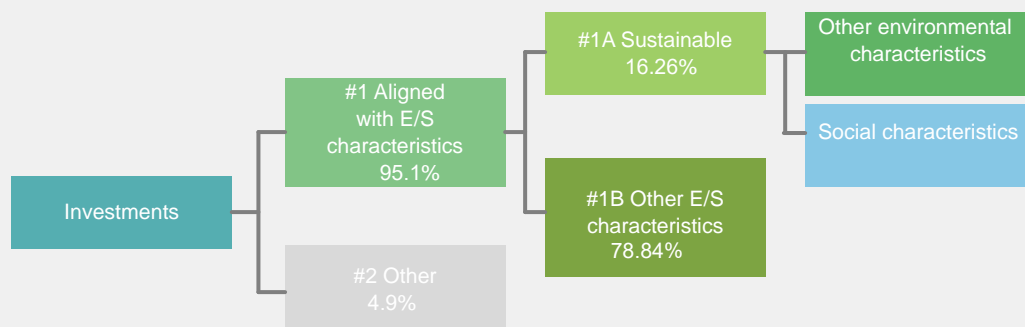 Investments
#1 Aligned
with E/S
characteristics
95.1%
#2 Other
4.9%
#1A Sustainable
16.26%
#1B Other E/S
characteristics
78.84%
Other environmental
characteristics
Social characteristics